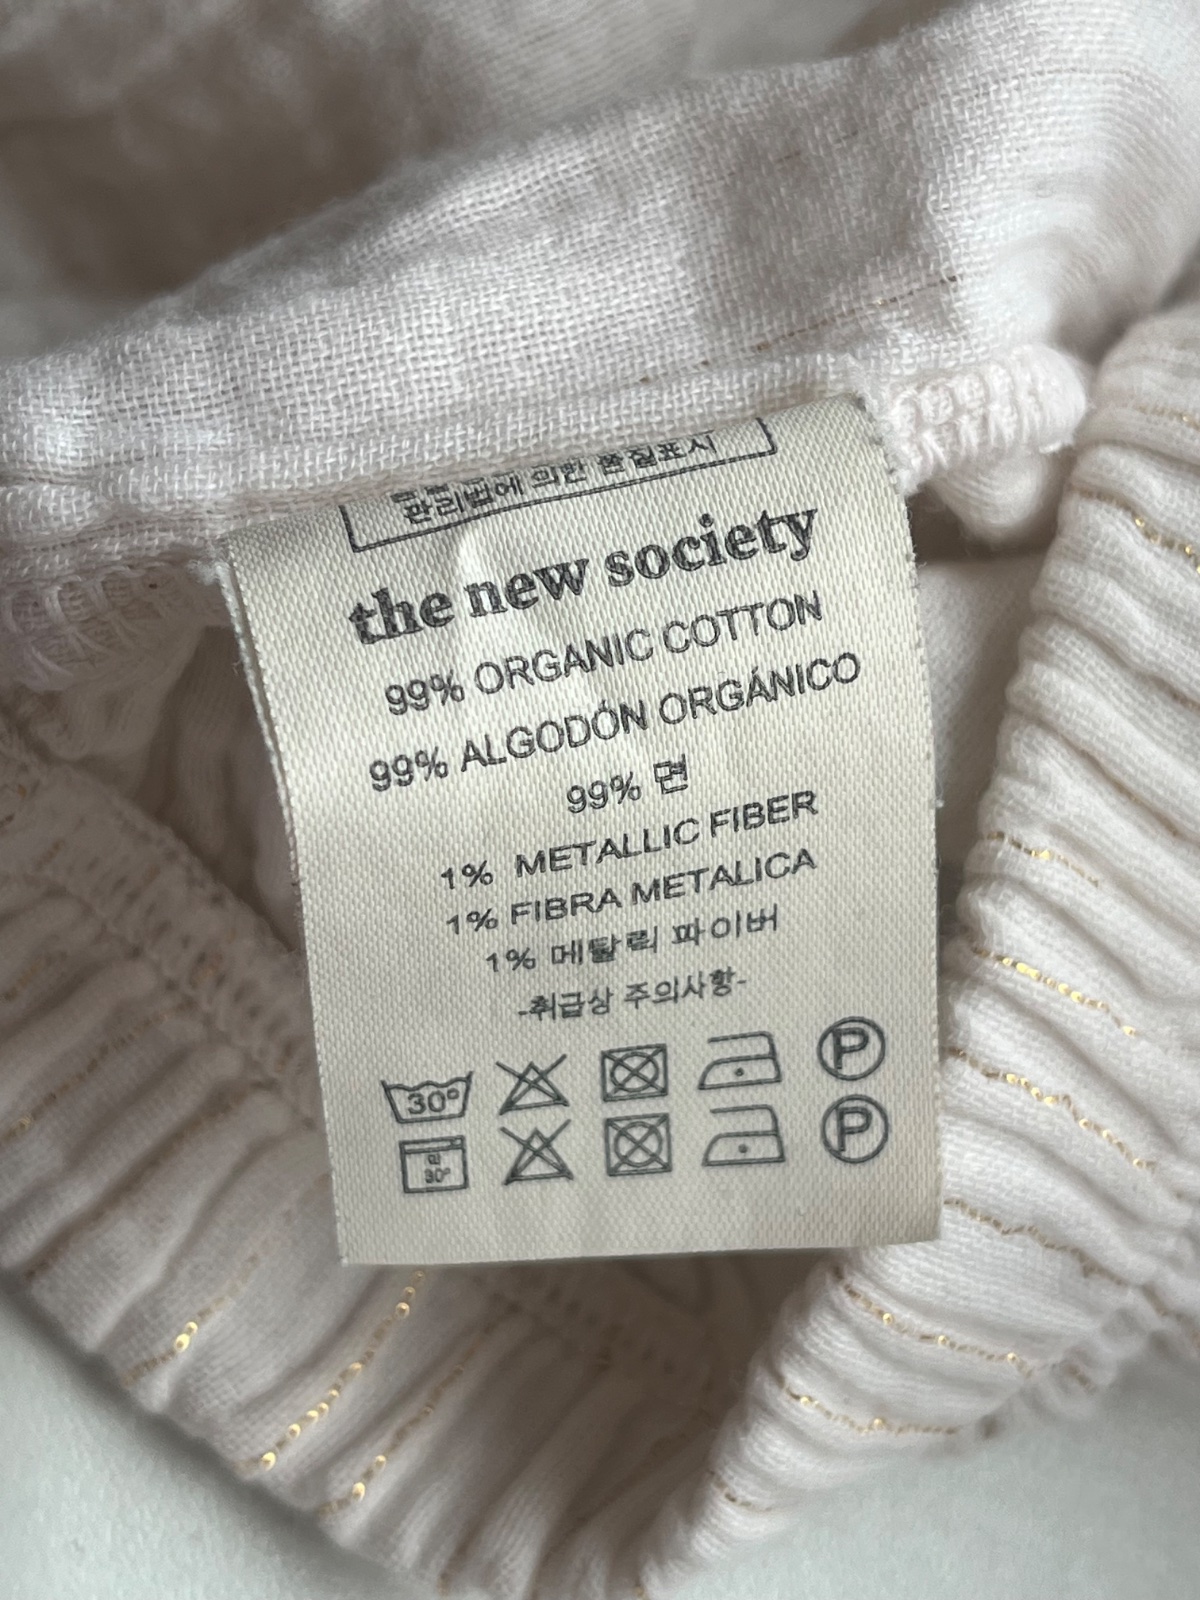 관리법에 의한 품질표시
the new society
99% ORGANIC COTTON
99% ALGODÓN ORGÁNICO
99% 면
1% METALLIC FIBER
1% FIBRA METALICA
1% 메탈릭 파이버
-취급상 주의사항-
30° P
30° P